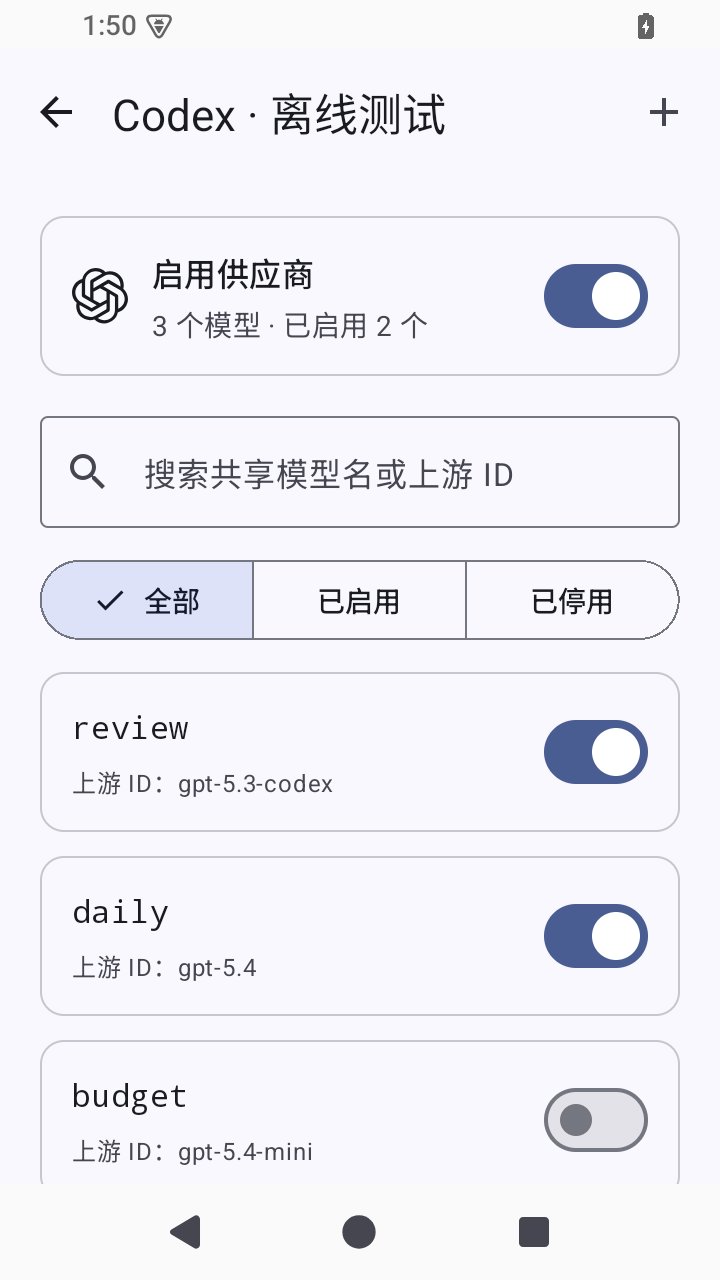 1:50
Codex · 离线测试
启用供应商
3 个模型 · 已启用 2 个
搜索共享模型名或上游 ID
全部
已启用
已停用
review
上游 ID：gpt-5.3-codex
daily
上游 ID：gpt-5.4
budget
上游 ID：gpt-5.4-mini